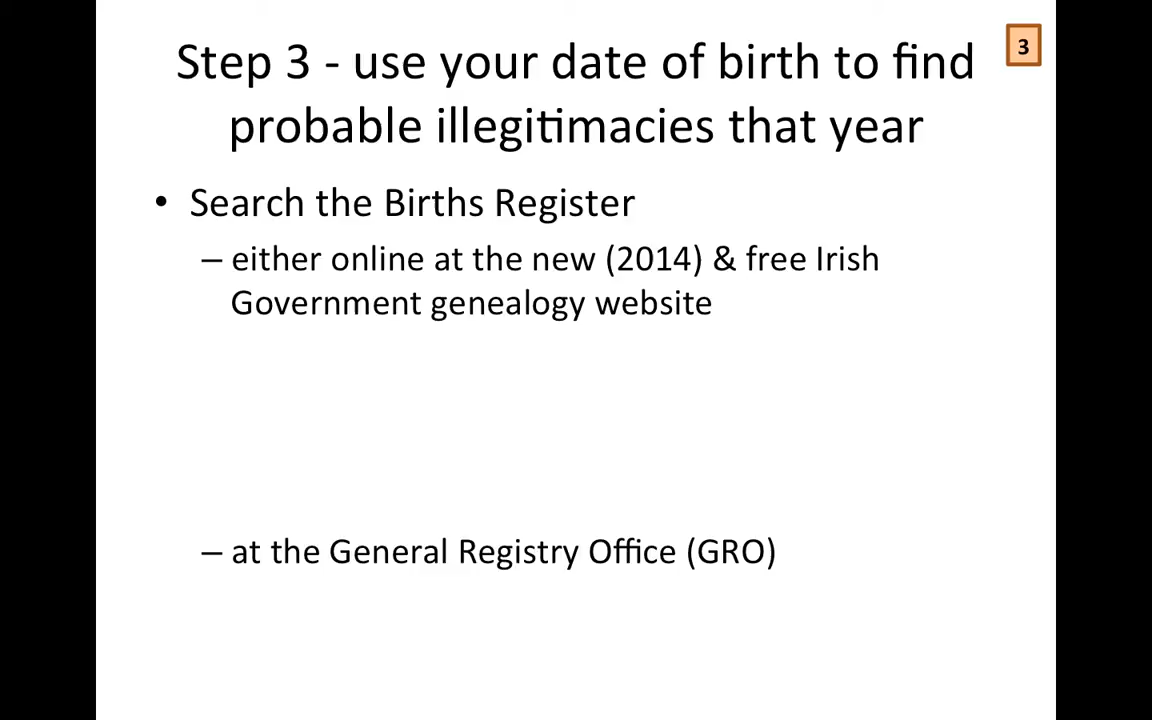 Step 3 - use your date of birth to find
probable illegitimacies that year
3
• Search the Births Register
– either online at the new (2014) & free Irish
Government genealogy website
– at the General Registry Office (GRO)